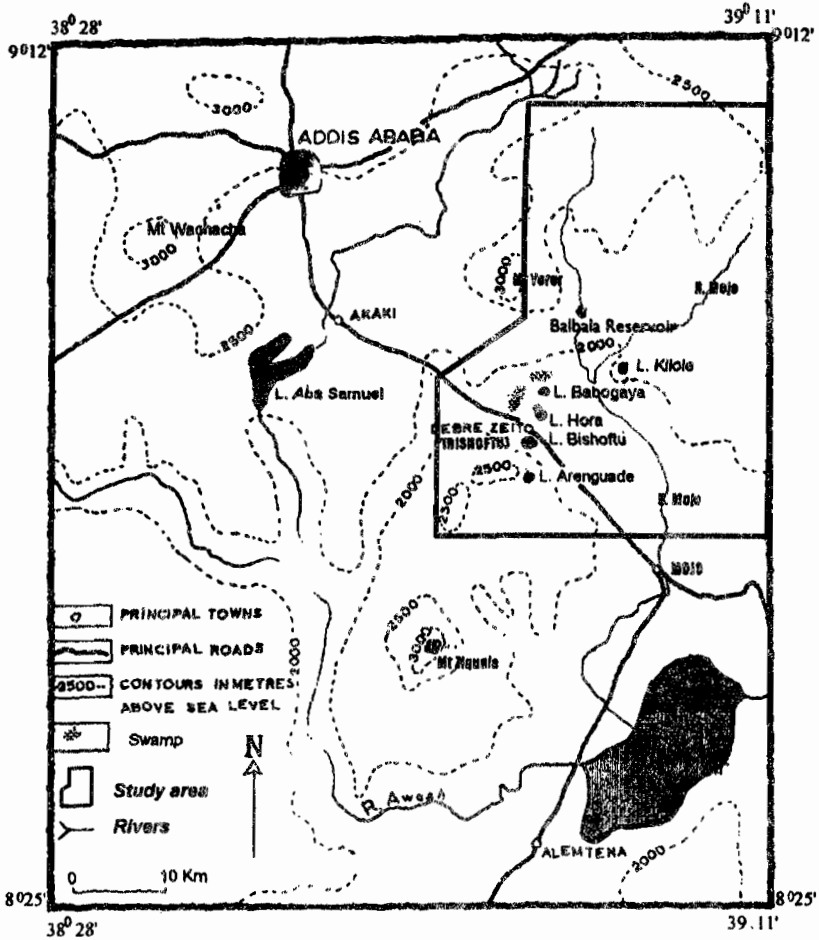 38⁰ 28'
39⁰ 11'
9⁰12'
9⁰12'
2500
3000
ADDIS ABABA
Mt Wachacha
3000
3000
Mt Yerer
R. Mojo
2500
AKAKI
Balbala Reservoir
2000
L. Kilole
L. Babogaya
L. Aba Samuel
L. Hora
DEBRE ZEIT
L. Bishoftu
2500
L. Arenguade
2000
2500
R. Mojo
MOJO
PRINCIPAL TOWNS
2500
PRINCIPAL ROADS
3000
2000
2500
CONTOURS IN METRES
ABOVE SEA LEVEL
Swamp
N
Study area
R. Awash
Rivers
ALEMTENA
2000
0
10 Km
8⁰25'
8⁰25'
38⁰ 28'
39.11'